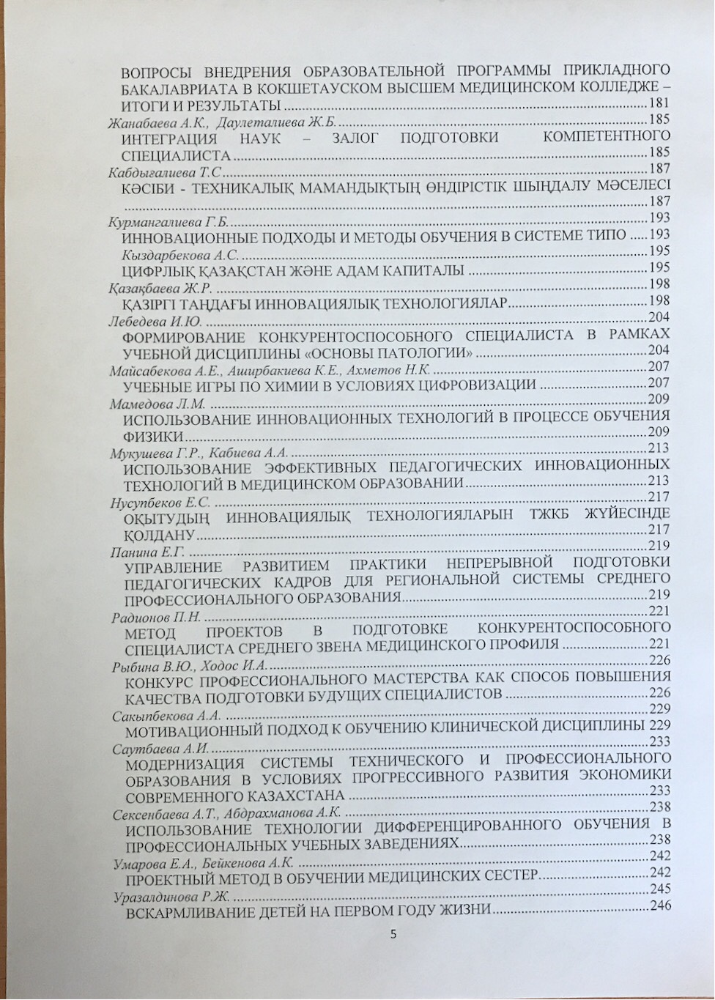 ВОПРОСЫ ВНЕДРЕНИЯ ОБРАЗОВАТЕЛЬНОЙ ПРОГРАММЫ ПРИКЛАДНОГО
БАКАЛАВРИАТА В КОКШЕТАУСКОМ ВЫСШЕМ МЕДИЦИНСКОМ КОЛЛЕДЖЕ –
ИТОГИ И РЕЗУЛЬТАТЫ ........ 181
Жанабаева А.К., Даулеталиева Ж.Б. ........ 185
ИНТЕГРАЦИЯ НАУК – ЗАЛОГ ПОДГОТОВКИ КОМПЕТЕНТНОГО
СПЕЦИАЛИСТА ........ 185
Кабдығалиева Т.С ........ 187
КӘСІБИ - ТЕХНИКАЛЫҚ МАМАНДЫҚТЫҢ ӨНДІРІСТІК ШЫҢДАЛУ МӘСЕЛЕСІ
........ 187
Курмангалиева Г.Б. ........ 193
ИННОВАЦИОННЫЕ ПОДХОДЫ И МЕТОДЫ ОБУЧЕНИЯ В СИСТЕМЕ ТИПО ..... 193
Кыздарбекова А.С. ........ 195
ЦИФРЛЫҚ ҚАЗАҚСТАН ЖӘНЕ АДАМ КАПИТАЛЫ ........ 195
Қазақбаева Ж.Р. ........ 198
ҚАЗІРГІ ТАҢДАҒЫ ИННОВАЦИЯЛЫҚ ТЕХНОЛОГИЯЛАР ........ 198
Лебедева И.Ю. ........ 204
ФОРМИРОВАНИЕ КОНКУРЕНТОСПОСОБНОГО СПЕЦИАЛИСТА В РАМКАХ
УЧЕБНОЙ ДИСЦИПЛИНЫ «ОСНОВЫ ПАТОЛОГИИ» ........ 204
Майсабекова А.Е., Аширбакиева К.Е., Ахметов Н.К. ........ 207
УЧЕБНЫЕ ИГРЫ ПО ХИМИИ В УСЛОВИЯХ ЦИФРОВИЗАЦИИ ........ 207
Мамедова Л.М. ........ 209
ИСПОЛЬЗОВАНИЕ ИННОВАЦИОННЫХ ТЕХНОЛОГИЙ В ПРОЦЕССЕ ОБУЧЕНИЯ
ФИЗИКИ ........ 209
Мукушева Г.Р., Кабиева А.А. ........ 213
ИСПОЛЬЗОВАНИЕ ЭФФЕКТИВНЫХ ПЕДАГОГИЧЕСКИХ ИННОВАЦИОННЫХ
ТЕХНОЛОГИЙ В МЕДИЦИНСКОМ ОБРАЗОВАНИИ ........ 213
Нусупбеков Е.С. ........ 217
ОҚЫТУДЫҢ ИННОВАЦИЯЛЫҚ ТЕХНОЛОГИЯЛАРЫН ТЖКБ ЖҮЙЕСІНДЕ
ҚОЛДАНУ ........ 217
Панина Е.Г. ........ 219
УПРАВЛЕНИЕ РАЗВИТИЕМ ПРАКТИКИ НЕПРЕРЫВНОЙ ПОДГОТОВКИ
ПЕДАГОГИЧЕСКИХ КАДРОВ ДЛЯ РЕГИОНАЛЬНОЙ СИСТЕМЫ СРЕДНЕГО
ПРОФЕССИОНАЛЬНОГО ОБРАЗОВАНИЯ ........ 219
Радионов П.Н. ........ 221
МЕТОД ПРОЕКТОВ В ПОДГОТОВКЕ КОНКУРЕНТОСПОСОБНОГО
СПЕЦИАЛИСТА СРЕДНЕГО ЗВЕНА МЕДИЦИНСКОГО ПРОФИЛЯ ........ 221
Рыбина В.Ю., Ходос И.А. ........ 226
КОНКУРС ПРОФЕССИОНАЛЬНОГО МАСТЕРСТВА КАК СПОСОБ ПОВЫШЕНИЯ
КАЧЕСТВА ПОДГОТОВКИ БУДУЩИХ СПЕЦИАЛИСТОВ ........ 226
Сакыпбекова А.А. ........ 229
МОТИВАЦИОННЫЙ ПОДХОД К ОБУЧЕНИЮ КЛИНИЧЕСКОЙ ДИСЦИПЛИНЫ 229
Саутбаева А.И. ........ 233
МОДЕРНИЗАЦИЯ СИСТЕМЫ ТЕХНИЧЕСКОГО И ПРОФЕССИОНАЛЬНОГО
ОБРАЗОВАНИЯ В УСЛОВИЯХ ПРОГРЕССИВНОГО РАЗВИТИЯ ЭКОНОМИКИ
СОВРЕМЕННОГО КАЗАХСТАНА ........ 233
Сексенбаева А.Т., Абдрахманова А.К. ........ 238
ИСПОЛЬЗОВАНИЕ ТЕХНОЛОГИИ ДИФФЕРЕНЦИРОВАННОГО ОБУЧЕНИЯ В
ПРОФЕССИОНАЛЬНЫХ УЧЕБНЫХ ЗАВЕДЕНИЯХ ........ 238
Умарова Е.А., Бейкенова А.К. ........ 242
ПРОЕКТНЫЙ МЕТОД В ОБУЧЕНИИ МЕДИЦИНСКИХ СЕСТЕР ........ 242
Уразалдинова Р.Ж. ........ 245
ВСКАРМЛИВАНИЕ ДЕТЕЙ НА ПЕРВОМ ГОДУ ЖИЗНИ ........ 246
5